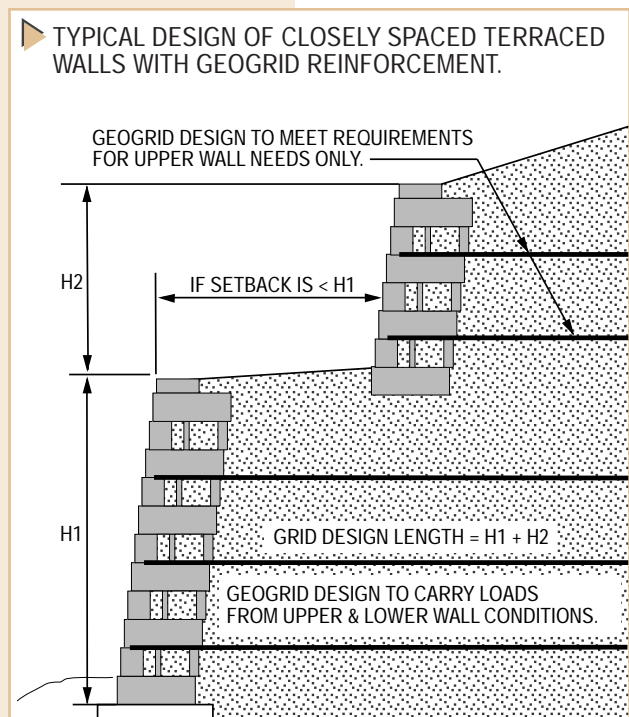 TYPICAL DESIGN OF CLOSELY SPACED TERRACED
WALLS WITH GEOGRID REINFORCEMENT.
GEOGRID DESIGN TO MEET REQUIREMENTS
FOR UPPER WALL NEEDS ONLY.
H2
IF SETBACK IS < H1
H1
GRID DESIGN LENGTH = H1 + H2
GEOGRID DESIGN TO CARRY LOADS
FROM UPPER & LOWER WALL CONDITIONS.